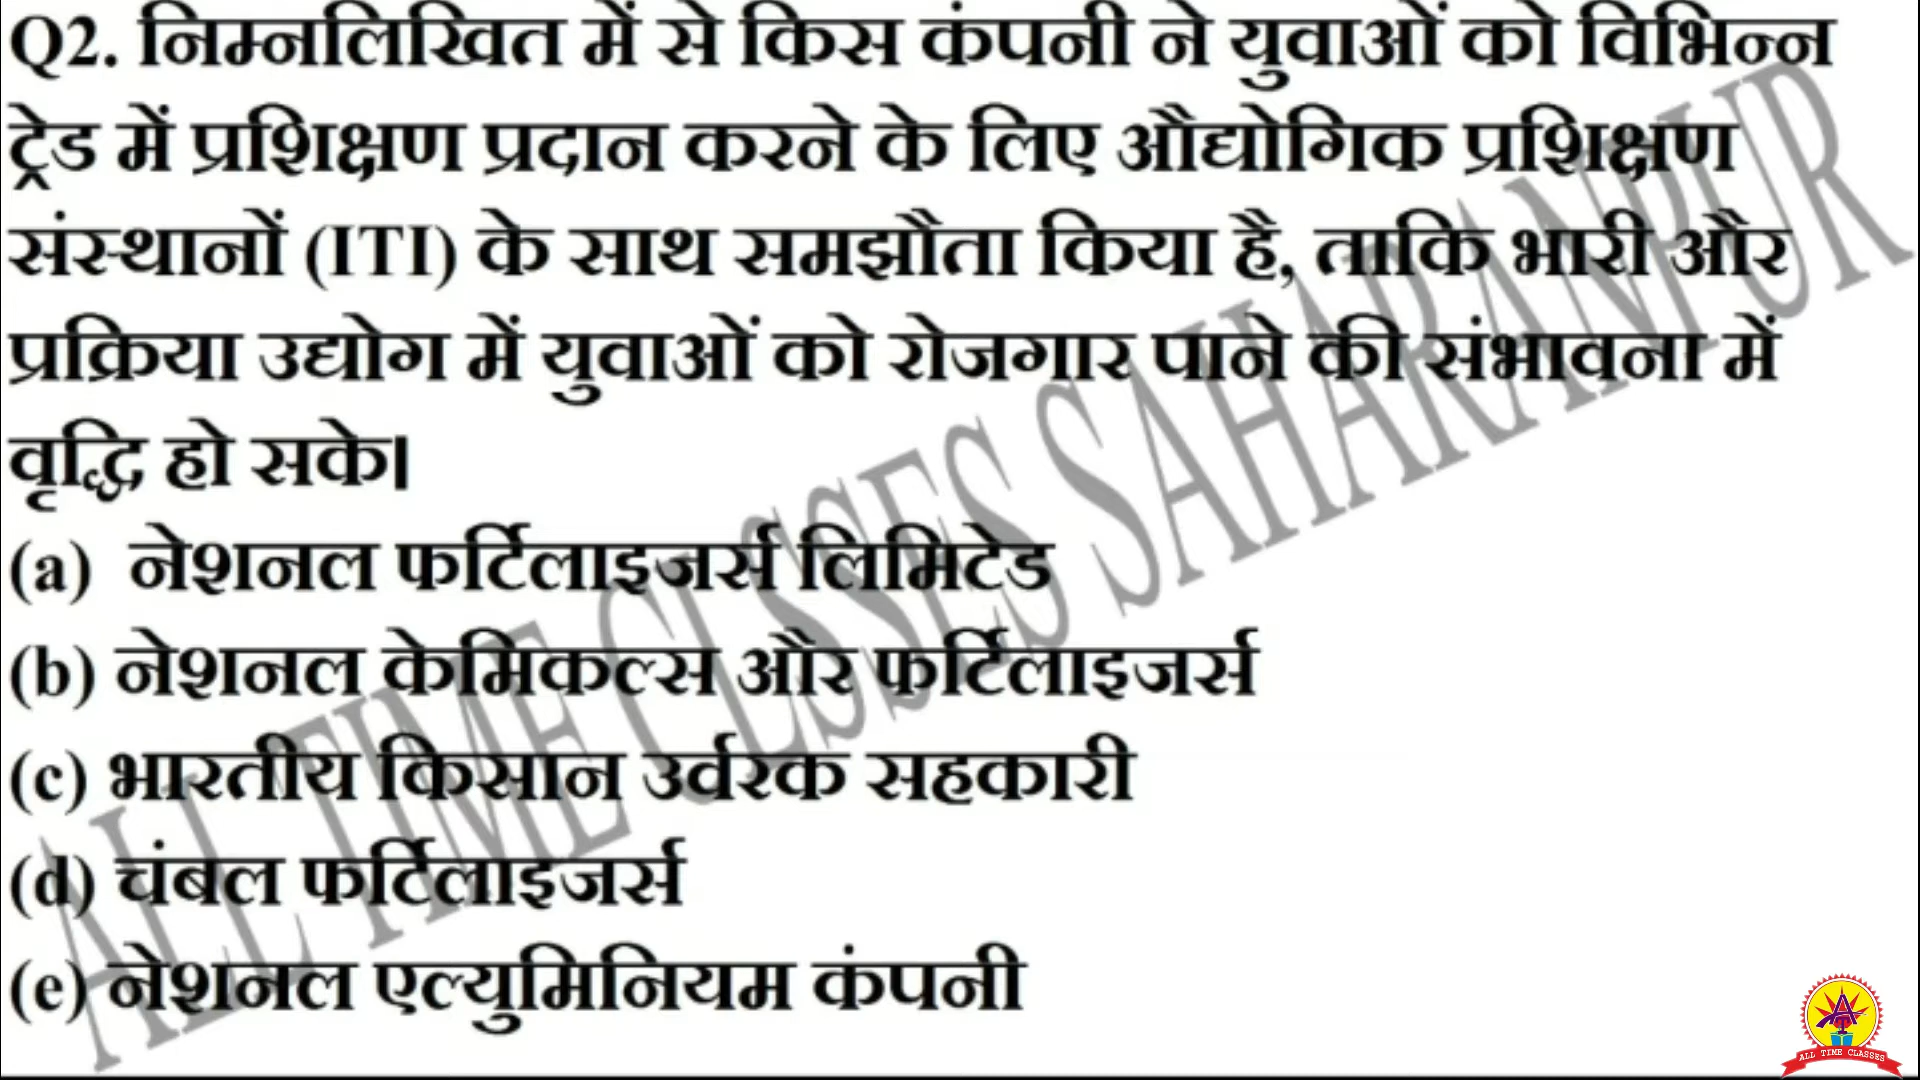 Q2. निम्नलिखित में से किस कंपनी ने युवाओं को विभिन्न
ट्रेड में प्रशिक्षण प्रदान करने के लिए औद्योगिक प्रशिक्षण
संस्थानों (ITI) के साथ समझौता किया है, ताकि भारी और
प्रक्रिया उद्योग में युवाओं को रोजगार पाने की संभावना में
वृद्धि हो सके।
(a) नेशनल फर्टिलाइजर्स लिमिटेड
(b) नेशनल केमिकल्स और फर्टिलाइजर्स
(c) भारतीय किसान उर्वरक सहकारी
(d) चंबल फर्टिलाइजर्स
(e) नेशनल एल्युमिनियम कंपनी
ALL TIME CLSSES SAHARANPUR
ALL TIME CLASSES